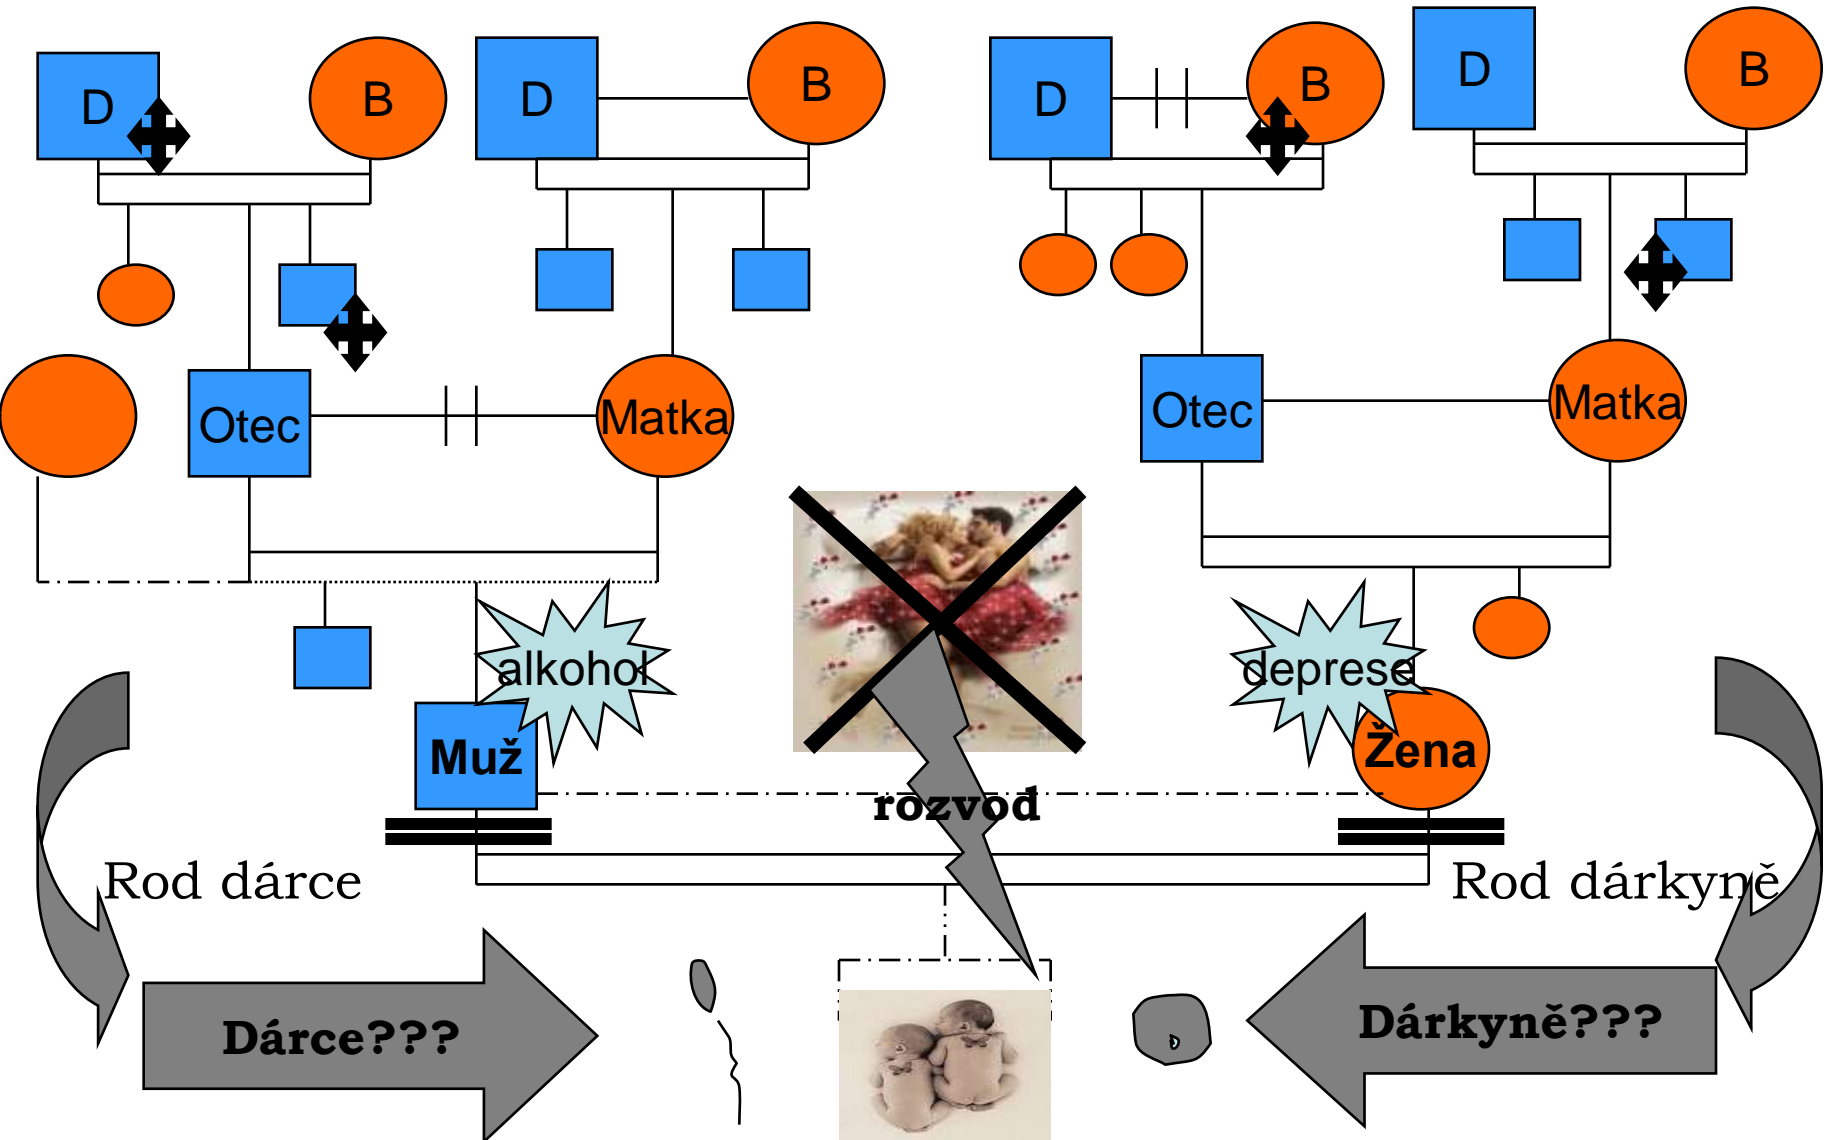 D
B
D
B
D
B
D
B
Otec
Matka
Otec
Matka
alkohol
deprese
Muž
Žena
rozvod
Rod dárce
Rod dárkyně
Dárce???
Dárkyně???